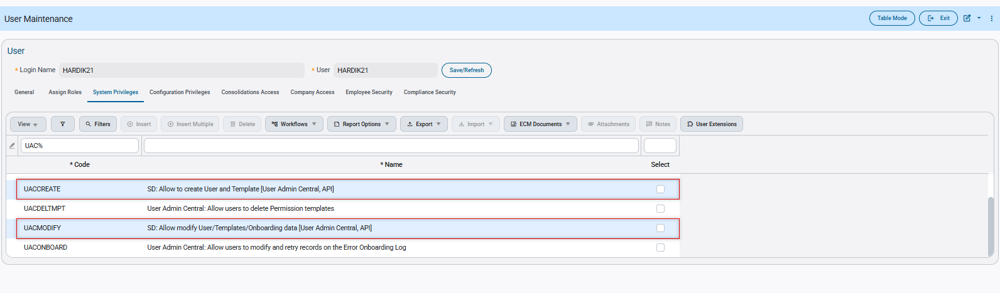 User Maintenance Table Mode Exit
User
* Login Name HARDIK21 * User HARDIK21 Save/Refresh
General Assign Roles System Privileges Configuration Privileges Consolidations Access Company Access Employee Security Compliance Security
View Filters Insert Insert Multiple Delete Workflows Report Options Export Import ECM Documents Attachments Notes User Extensions
UAC%
* Code * Name Select
UACCREATE SD: Allow to create User and Template [User Admin Central, API]
UACDELTMPT User Admin Central: Allow users to delete Permission templates
UACMODIFY SD: Allow modify User/Templates/Onboarding data [User Admin Central, API]
UACONBOARD User Admin Central: Allow users to modify and retry records on the Error Onboarding Log